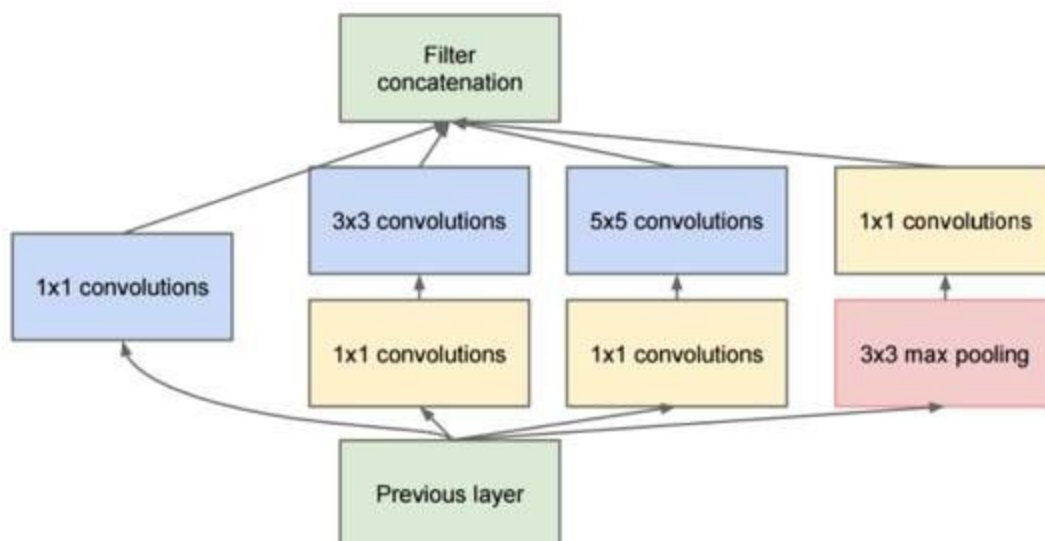 Filter
concatenation
3x3 convolutions
5x5 convolutions
1x1 convolutions
1x1 convolutions
1x1 convolutions
1x1 convolutions
3x3 max pooling
Previous layer